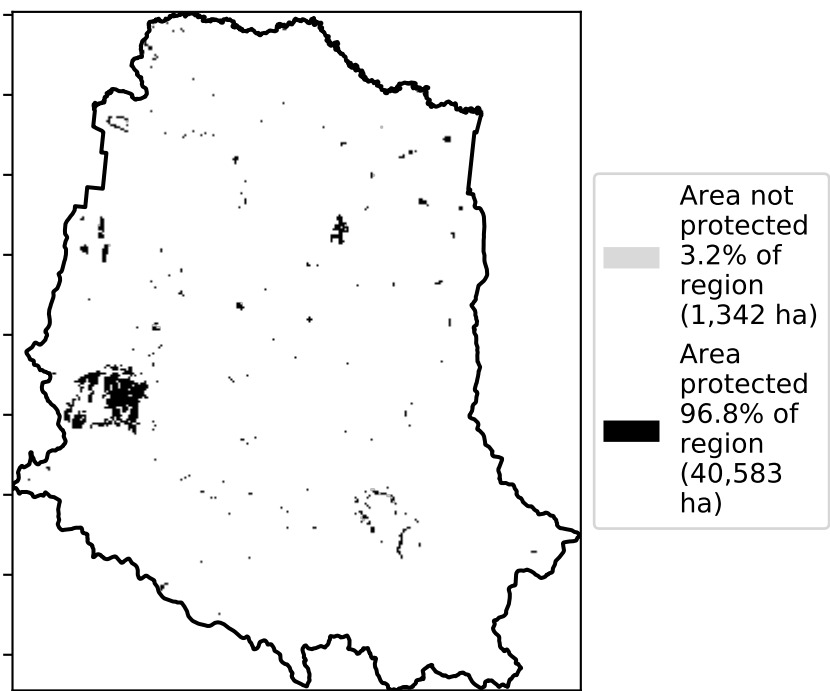 Area not
protected
3.2% of
region
(1,342 ha)
Area
protected
96.8% of
region
(40,583
ha)